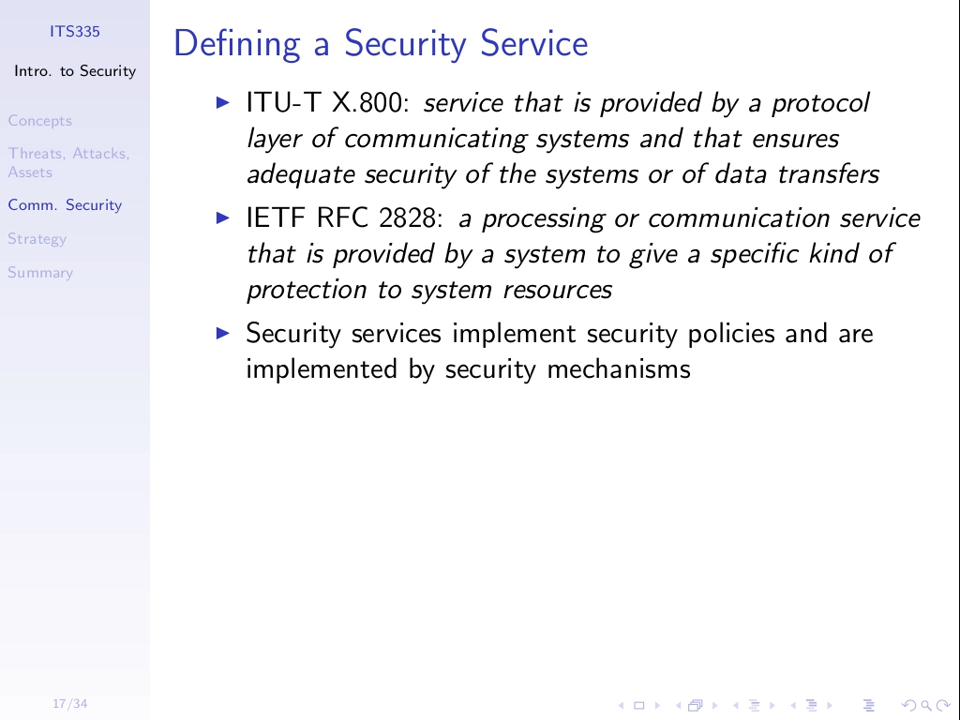 ITS335
Intro. to Security
Concepts
Threats, Attacks,
Assets
Comm. Security
Strategy
Summary
17/34
Defining a Security Service
ITU-T X.800: service that is provided by a protocol
layer of communicating systems and that ensures
adequate security of the systems or of data transfers
IETF RFC 2828: a processing or communication service
that is provided by a system to give a specific kind of
protection to system resources
Security services implement security policies and are
implemented by security mechanisms